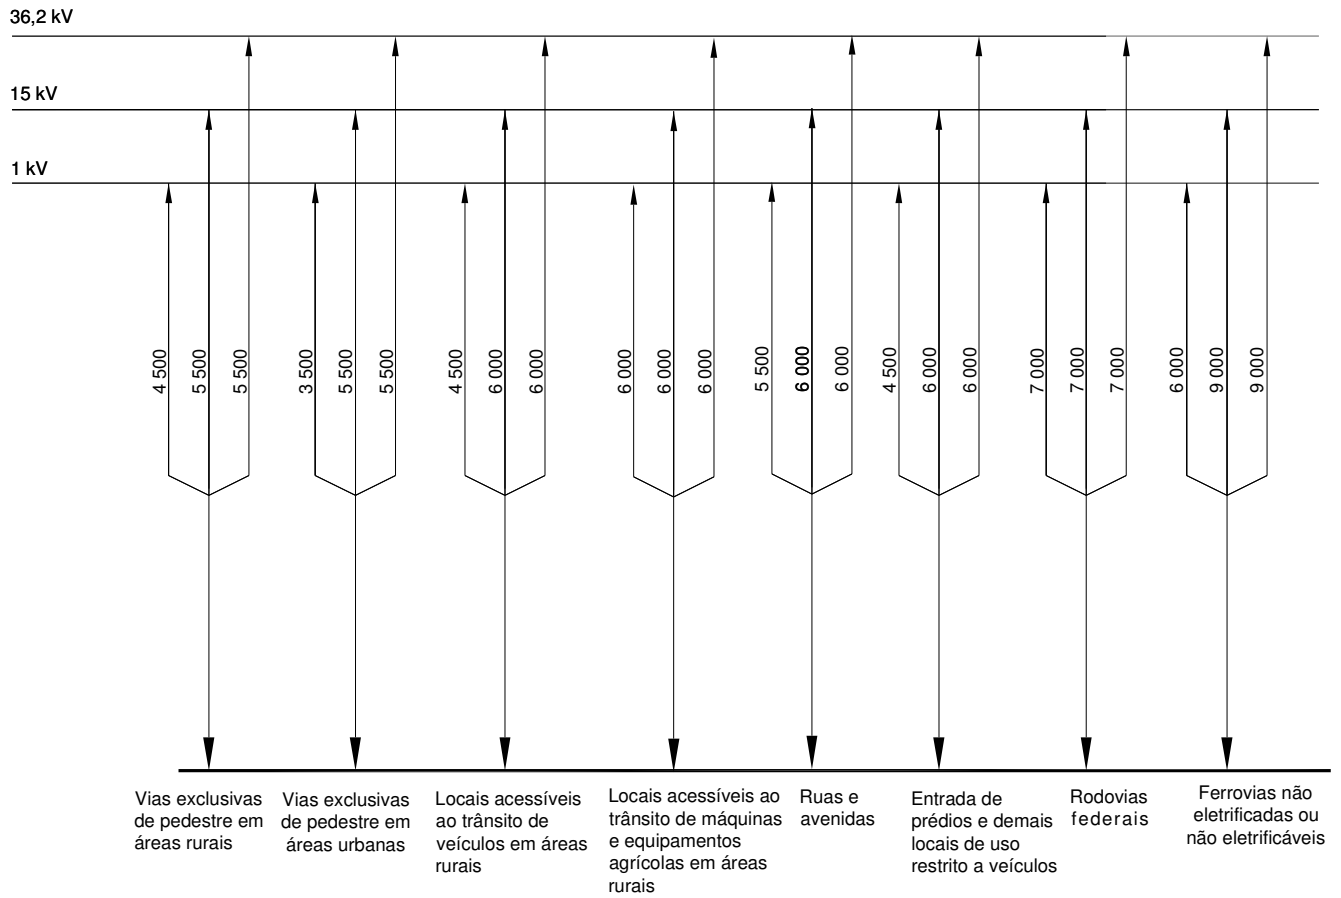 36,2 kV
15 kV
1 kV
4 500
5 500
5 500
3 500
5 500
5 500
4 500
6 000
6 000
6 000
6 000
6 000
5 500
6 000
6 000
4 500
6 000
6 000
7 000
7 000
7 000
6 000
9 000
9 000
Vias exclusivas
de pedestre em
áreas rurais
Vias exclusivas
de pedestre em
áreas urbanas
Locais acessíveis
ao trânsito de
veículos em áreas
rurais
Locais acessíveis ao
trânsito de máquinas
e equipamentos
agrícolas em áreas
rurais
Ruas e
avenidas
Entrada de
prédios e demais
locais de uso
restrito a veículos
Rodovias
federais
Ferrovias não
eletrificadas ou
não eletrificáveis